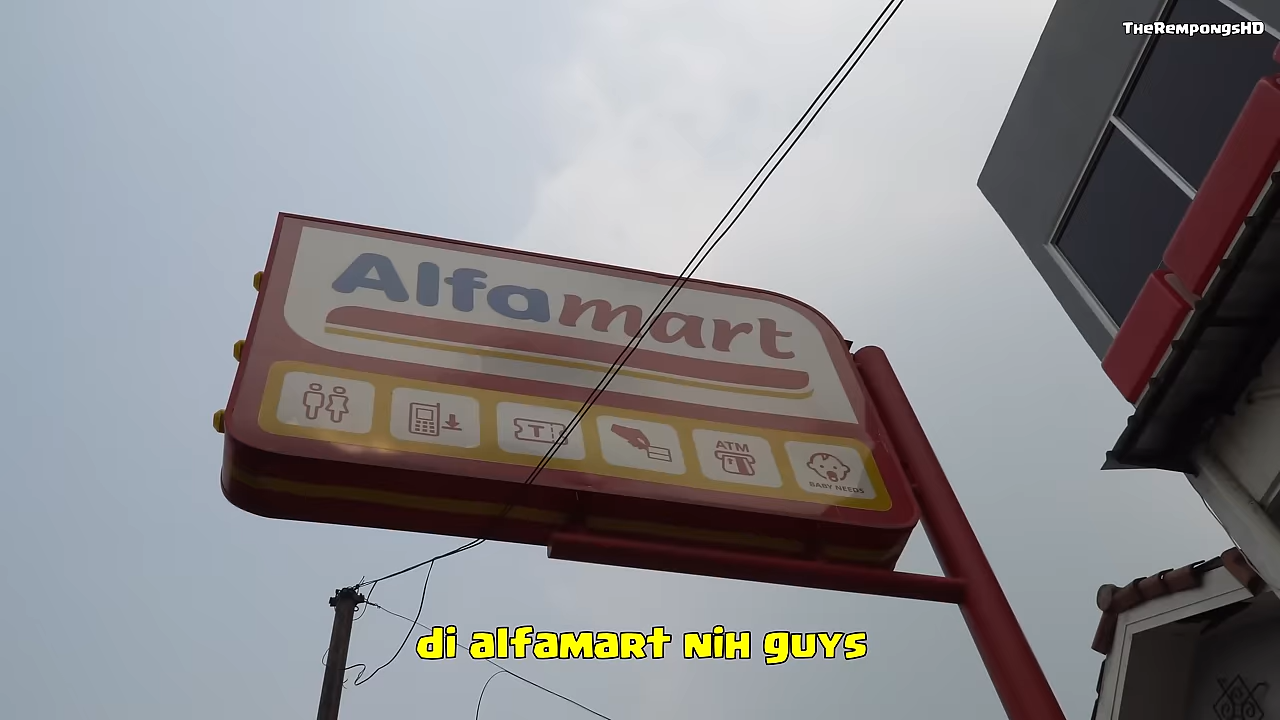 TheRempongsHD
Alfamart
T
ATM
BABY NEEDS
di alfamart nih guys